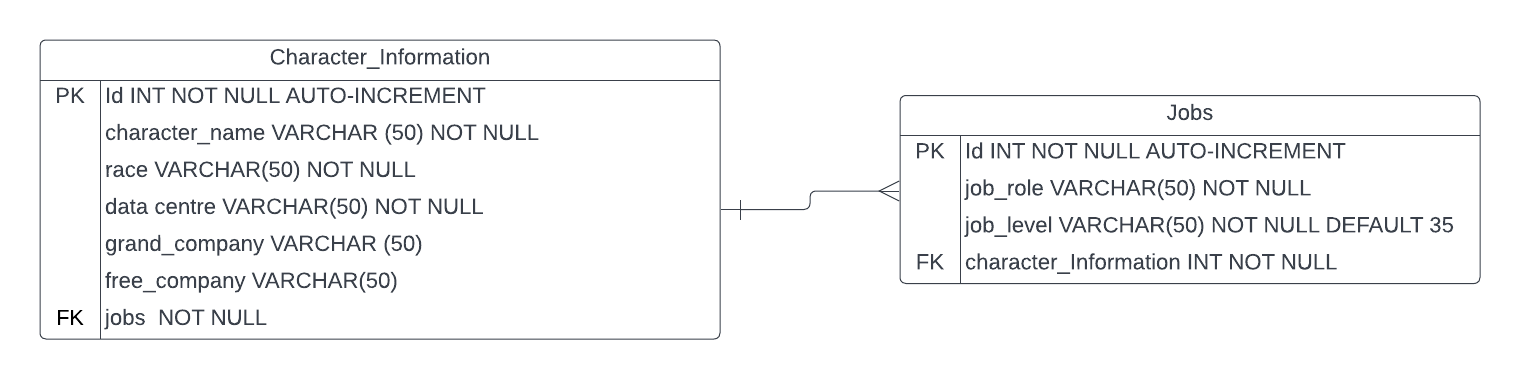 Character_Information
PK Id INT NOT NULL AUTO-INCREMENT
character_name VARCHAR (50) NOT NULL
race VARCHAR(50) NOT NULL
data centre VARCHAR(50) NOT NULL
grand_company VARCHAR (50)
free_company VARCHAR(50)
FK jobs  NOT NULL
Jobs
PK Id INT NOT NULL AUTO-INCREMENT
job_role VARCHAR(50) NOT NULL
job_level VARCHAR(50) NOT NULL DEFAULT 35
FK character_Information INT NOT NULL